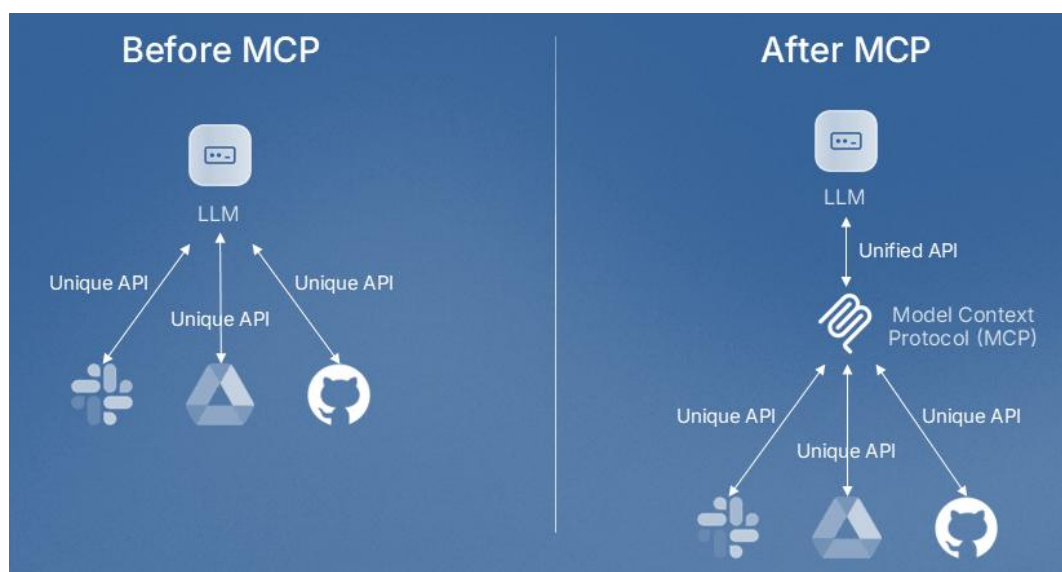 Before MCP
LLM
Unique API
Unique API
Unique API
After MCP
LLM
Unified API
Model Context
Protocol (MCP)
Unique API
Unique API
Unique API